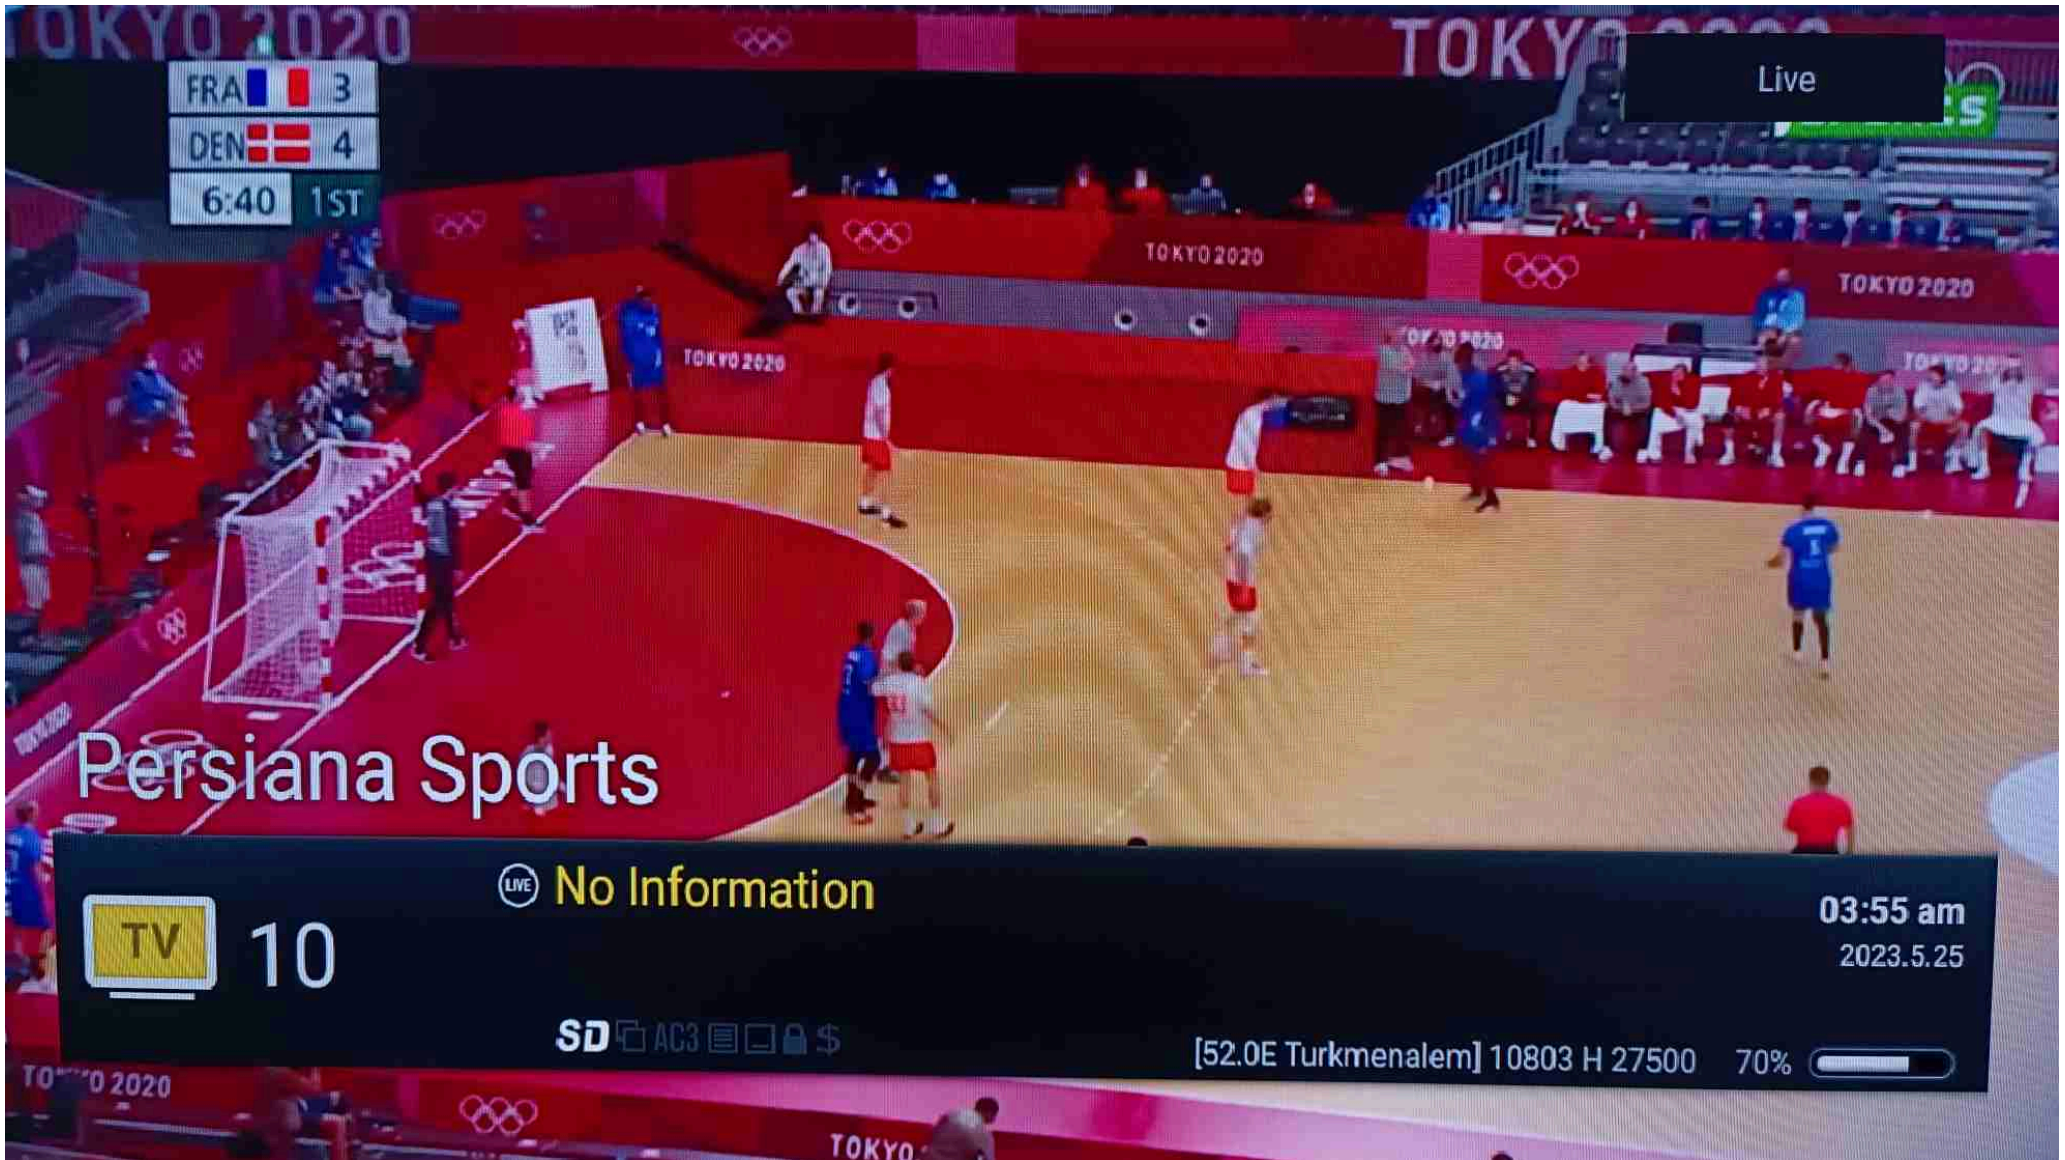 TOKYO 2020
TOKY
Live
FRA 3
DEN 4
6:40 1ST
TOKYO 2020
TOKYO 2020
TOKYO 2020
TOKYO 2020
Persiana Sports
LIVE No Information
TV 10
03:55 am
2023.5.25
SD AC3 $
[52.0E Turkmenalem] 10803 H 27500 70%
TOKYO 2020
TOKYO